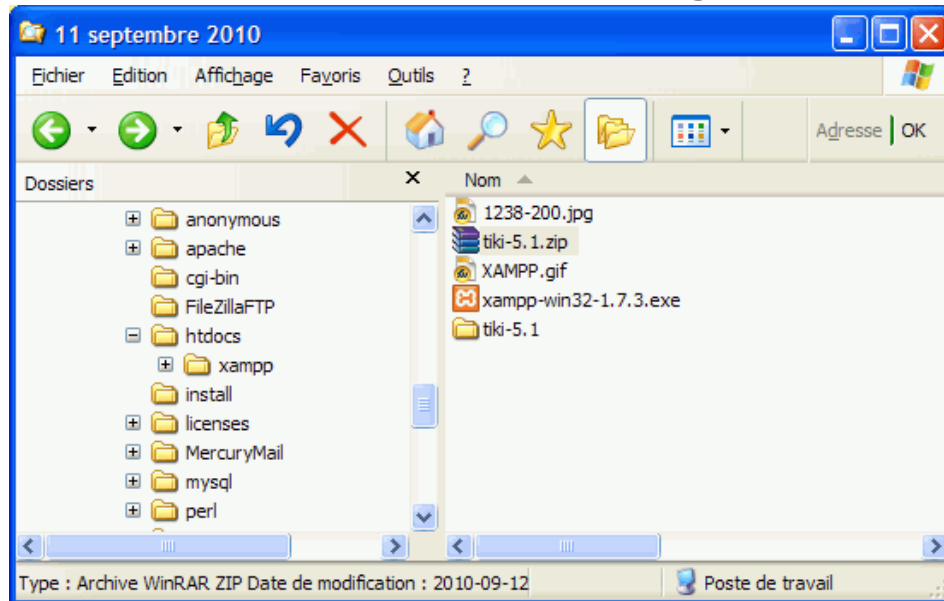 11 septembre 2010
Fichier Edition Affichage Favoris Outils ?
Adresse OK
Dossiers
anonymous
apache
cgi-bin
FileZillaFTP
htdocs
xampp
install
licenses
MercuryMail
mysql
perl
Nom
1238-200.jpg
tiki-5.1.zip
XAMPP.gif
xampp-win32-1.7.3.exe
tiki-5.1
Type : Archive WinRAR ZIP Date de modification : 2010-09-12
Poste de travail